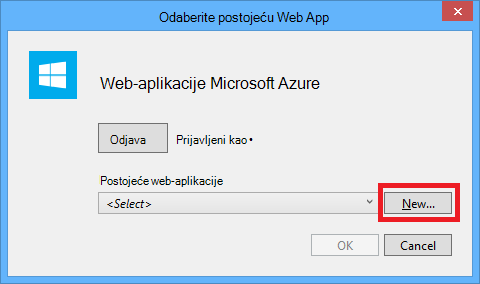 Odaberite postojeću Web App
Web-aplikacije Microsoft Azure
Odjava Prijavljeni kao•
Postojeće web-aplikacije
<Select> New...
OK Cancel